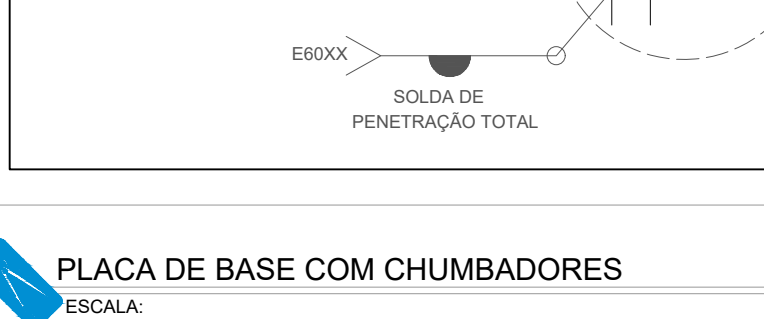 E60XX
SOLDA DE
PENETRAÇÃO TOTAL
PLACA DE BASE COM CHUMBADORES
ESCALA: